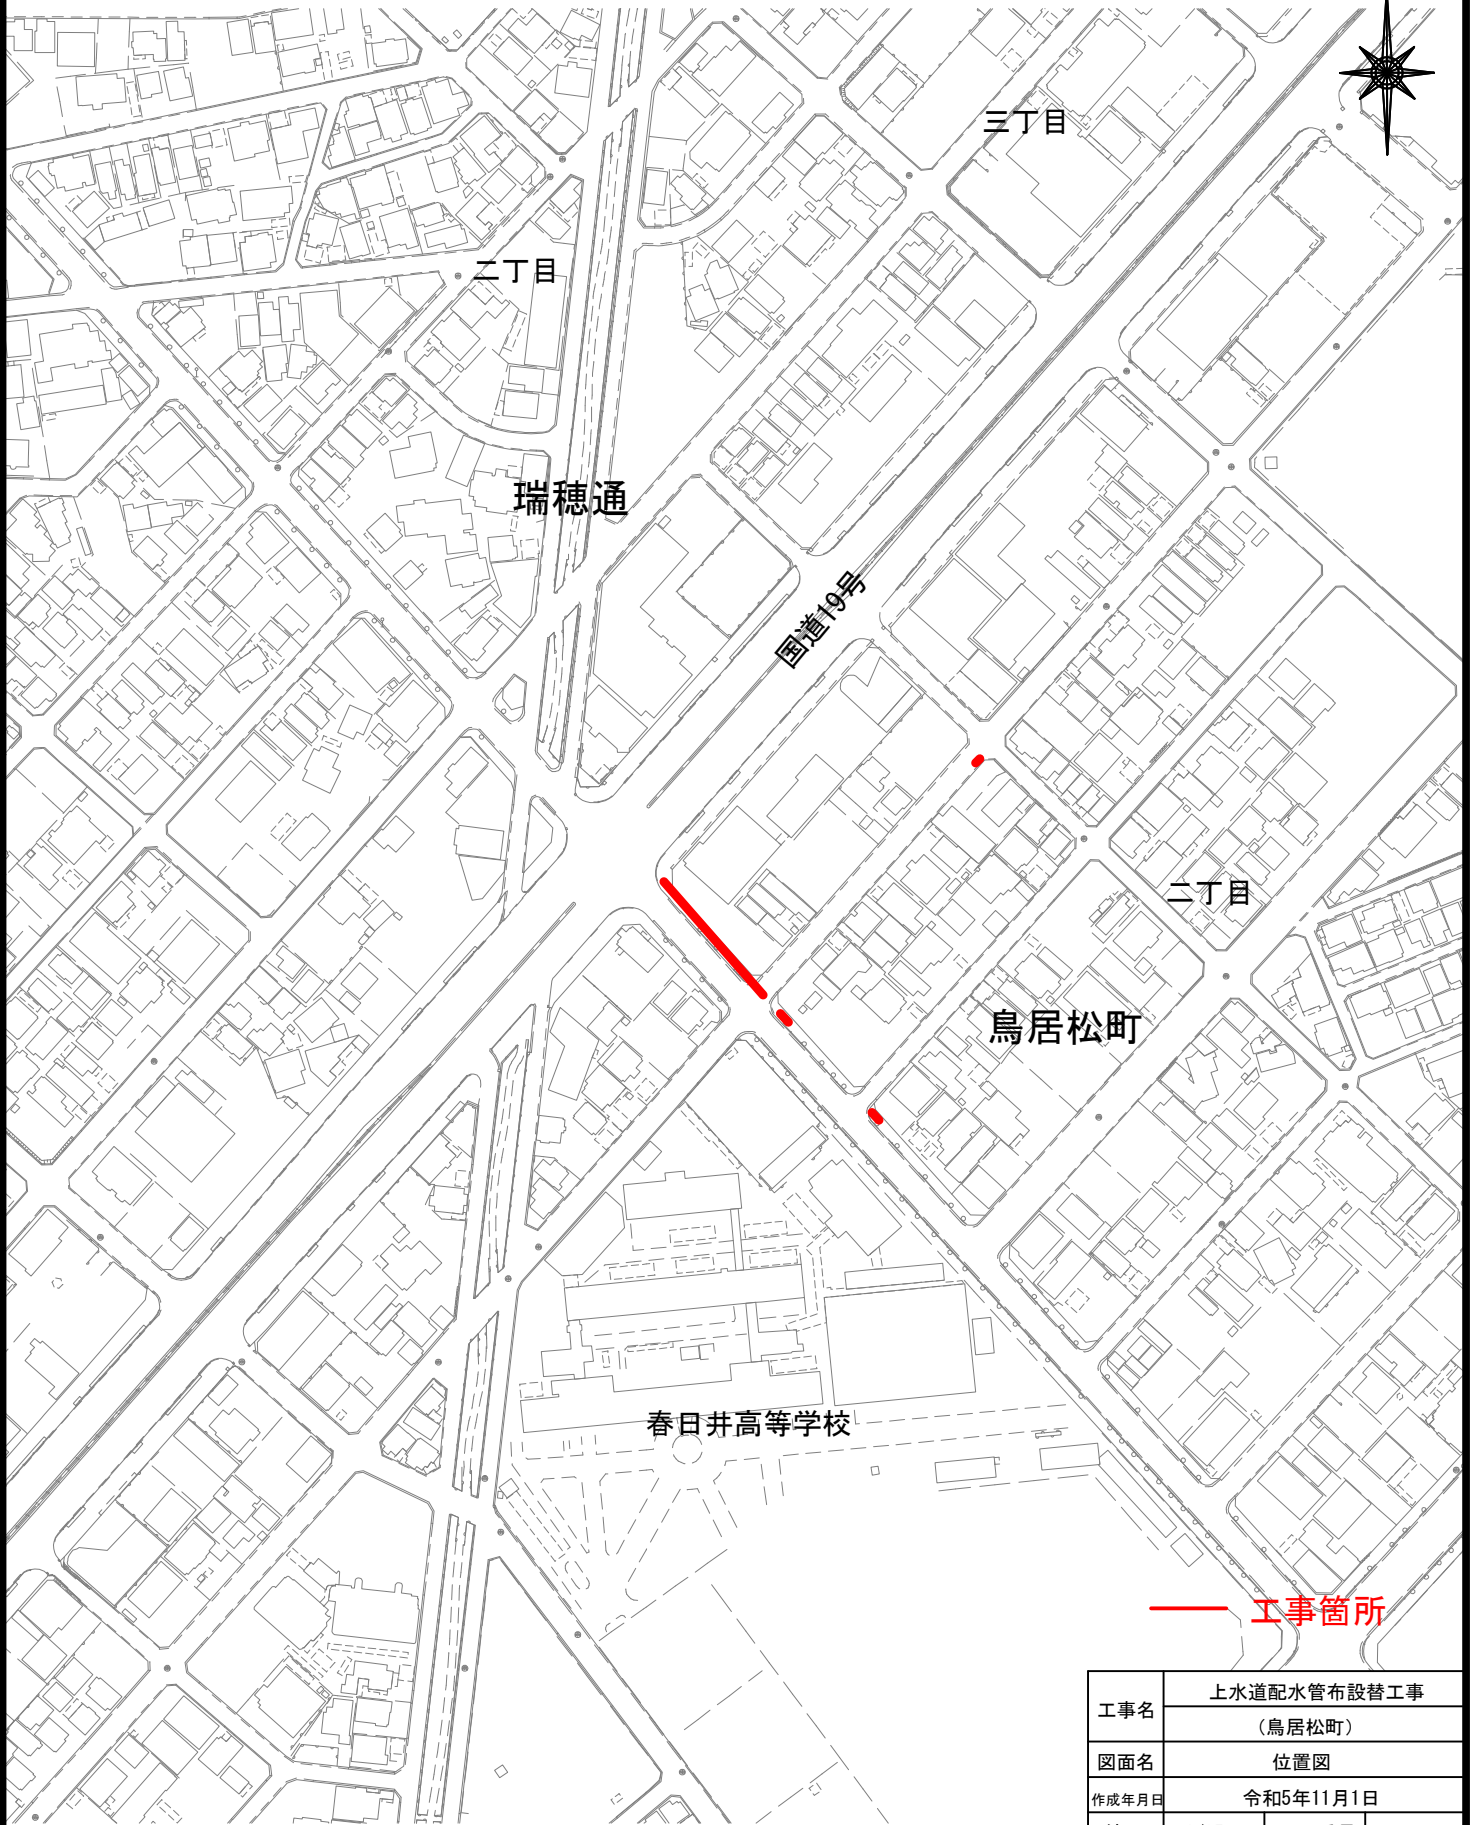 三丁目
二丁目
瑞穂通
国道19号
二丁目
鳥居松町
春日井高等学校
工事箇所
工事名
上水道配水管布設替工事
（鳥居松町）
図面名
位置図
作成年月日
令和5年11月1日